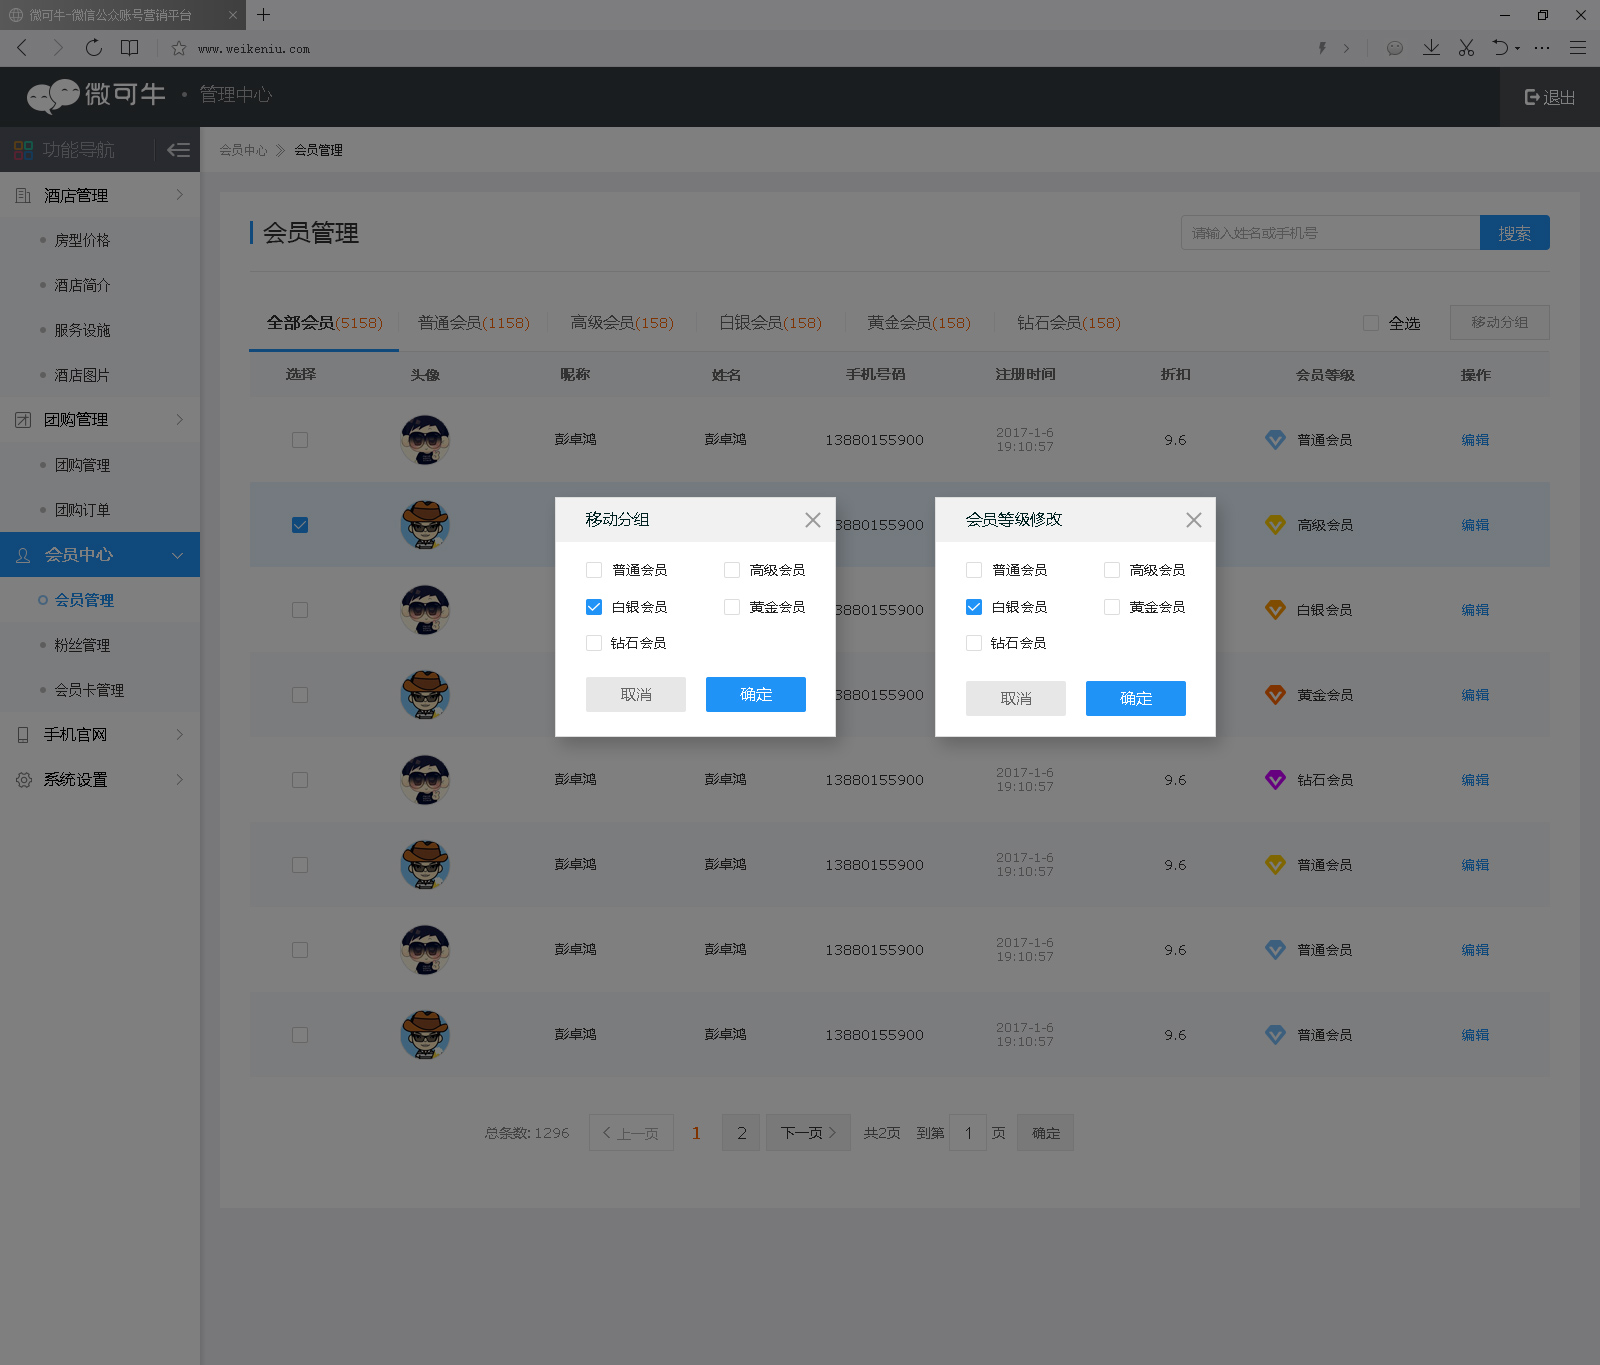 微可牛-微信公众账号营销平台
www.weikeniu.com
微可牛 · 管理中心
退出
功能导航
会员中心 会员管理
酒店管理
房型价格
酒店简介
服务设施
酒店图片
团购管理
团购管理
团购订单
会员中心
会员管理
粉丝管理
会员卡管理
手机官网
系统设置
会员管理
请输入姓名或手机号 搜索
全部会员(5158) 普通会员(1158) 高级会员(158) 白银会员(158) 黄金会员(158) 钻石会员(158) 全选 移动分组
选择 头像 昵称 姓名 手机号码 注册时间 折扣 会员等级 操作
彭卓鸿 彭卓鸿 13880155900 2017-1-6 19:10:57 9.6 普通会员 编辑
3880155900 高级会员 编辑
3880155900 白银会员 编辑
3880155900 黄金会员 编辑
彭卓鸿 彭卓鸿 13880155900 2017-1-6 19:10:57 9.6 钻石会员 编辑
彭卓鸿 彭卓鸿 13880155900 2017-1-6 19:10:57 9.6 普通会员 编辑
彭卓鸿 彭卓鸿 13880155900 2017-1-6 19:10:57 9.6 普通会员 编辑
彭卓鸿 彭卓鸿 13880155900 2017-1-6 19:10:57 9.6 普通会员 编辑
移动分组
普通会员 高级会员
白银会员 黄金会员
钻石会员
取消 确定
会员等级修改
普通会员 高级会员
白银会员 黄金会员
钻石会员
取消 确定
总条数: 1296 上一页 1 2 下一页 共2页 到第 1 页 确定